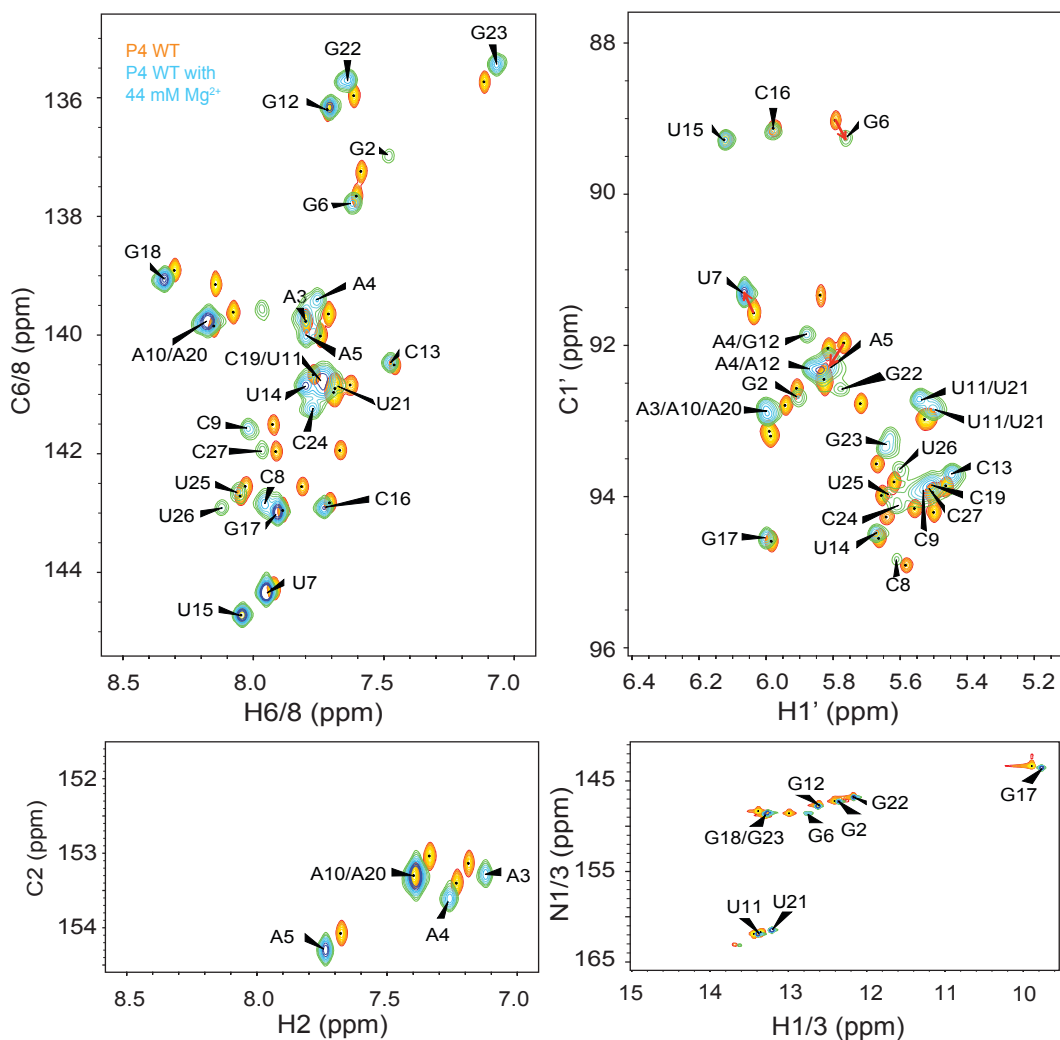 P4 WT
P4 WT with
44 mM Mg²⁺
G23
G22
G12
G2
G6
G18
A3
A4
A10/A20
A5
C19/U11
C13
U14
U21
C24
C9
C27
U25
C8
U26
G17
C16
U7
U15
136
138
140
142
144
C6/8 (ppm)
8.5
8.0
7.5
7.0
H6/8 (ppm)
88
90
92
94
96
C1' (ppm)
C16
U15
G6
U7
A4/G12
A5
A4/A12
G2
G22
A3/A10/A20
U11/U21
U11/U21
G23
U26
C13
U25
C19
C24
C27
G17
C9
U14
C8
6.4
6.2
6.0
5.8
5.6
5.4
5.2
H1' (ppm)
152
153
154
C2 (ppm)
A10/A20
A3
A4
A5
8.5
8.0
7.5
7.0
H2 (ppm)
145
155
165
N1/3 (ppm)
G12
G17
G22
G18/G23
G6
G2
U11
U21
15
14
13
12
11
10
H1/3 (ppm)